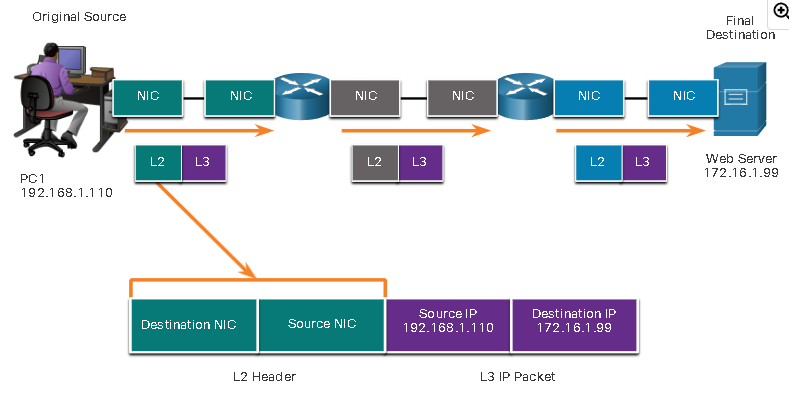 Original Source
Final
Destination
NIC
NIC
NIC
NIC
NIC
NIC
L2
L3
L2
L3
L2
L3
PC1
192.168.1.110
Web Server
172.16.1.99
Destination NIC
Source NIC
Source IP
192.168.1.110
Destination IP
172.16.1.99
L2 Header
L3 IP Packet